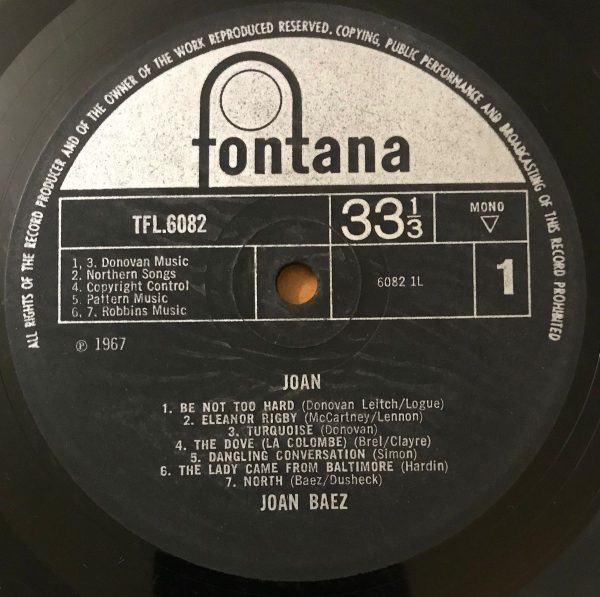 ALL RIGHTS OF THE RECORD PRODUCER AND OF THE OWNER OF THE WORK REPRODUCED RESERVED. COPYING, PUBLIC PERFORMANCE AND BROADCASTING OF THIS RECORD PROHIBITED
fontana
TFL.6082
33⅓
MONO
1, 3. Donovan Music
2. Northern Songs
4. Copyright Control
5. Pattern Music
6, 7. Robbins Music
6082 1L
1
℗ 1967
JOAN
1. BE NOT TOO HARD (Donovan Leitch/Logue)
2. ELEANOR RIGBY (McCartney/Lennon)
3. TURQUOISE (Donovan)
4. THE DOVE (LA COLOMBE) (Brel/Clayre)
5. DANGLING CONVERSATION (Simon)
6. THE LADY CAME FROM BALTIMORE (Hardin)
7. NORTH (Baez/Dusheck)
JOAN BAEZ